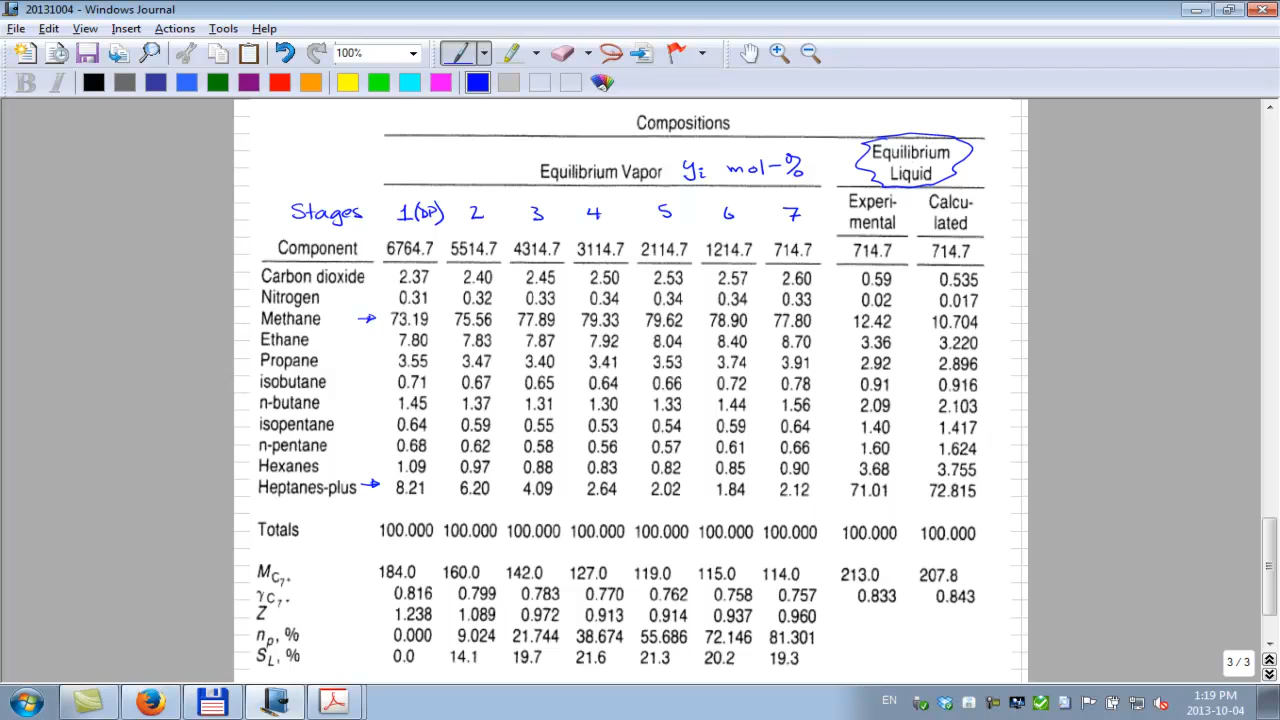 20131004 - Windows Journal
File Edit View Insert Actions Tools Help
100%
B I
Compositions
Equilibrium Vapor yi mol-% Equilibrium
Liquid
Stages 1(DP) 2 3 4 5 6 7 Experi- Calcu-
mental lated
Component 6764.7 5514.7 4314.7 3114.7 2114.7 1214.7 714.7 714.7 714.7
Carbon dioxide 2.37 2.40 2.45 2.50 2.53 2.57 2.60 0.59 0.535
Nitrogen 0.31 0.32 0.33 0.34 0.34 0.34 0.33 0.02 0.017
Methane 73.19 75.56 77.89 79.33 79.62 78.90 77.80 12.42 10.704
Ethane 7.80 7.83 7.87 7.92 8.04 8.40 8.70 3.36 3.220
Propane 3.55 3.47 3.40 3.41 3.53 3.74 3.91 2.92 2.896
isobutane 0.71 0.67 0.65 0.64 0.66 0.72 0.78 0.91 0.916
n-butane 1.45 1.37 1.31 1.30 1.33 1.44 1.56 2.09 2.103
isopentane 0.64 0.59 0.55 0.53 0.54 0.59 0.64 1.40 1.417
n-pentane 0.68 0.62 0.58 0.56 0.57 0.61 0.66 1.60 1.624
Hexanes 1.09 0.97 0.88 0.83 0.82 0.85 0.90 3.68 3.755
Heptanes-plus 8.21 6.20 4.09 2.64 2.02 1.84 2.12 71.01 72.815
Totals 100.000 100.000 100.000 100.000 100.000 100.000 100.000 100.000 100.000
MC7+ 184.0 160.0 142.0 127.0 119.0 115.0 114.0 213.0 207.8
γC7+ 0.816 0.799 0.783 0.770 0.762 0.758 0.757 0.833 0.843
Z 1.238 1.089 0.972 0.913 0.914 0.937 0.960
np, % 0.000 9.024 21.744 38.674 55.686 72.146 81.301
SL, % 0.0 14.1 19.7 21.6 21.3 20.2 19.3
3 / 3
EN 1:19 PM
2013-10-04